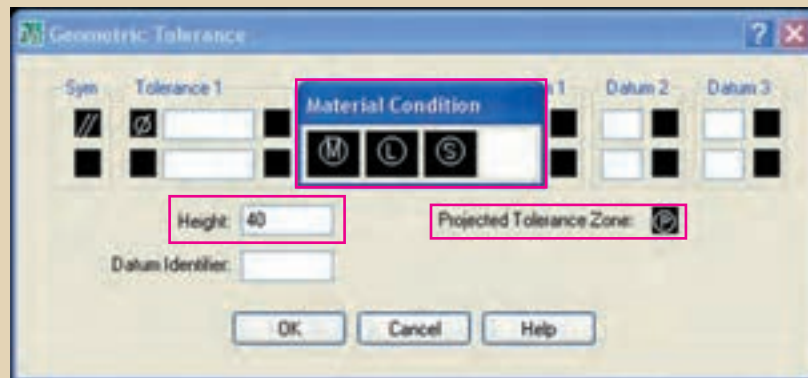 Geometric Tolerance
Sym Tolerance 1 1 Datum 2 Datum 3
Material Condition
// Ø
Ⓜ Ⓛ Ⓢ
Height: 40 Projected Tolerance Zone: Ⓟ
Datum Identifier:
OK Cancel Help